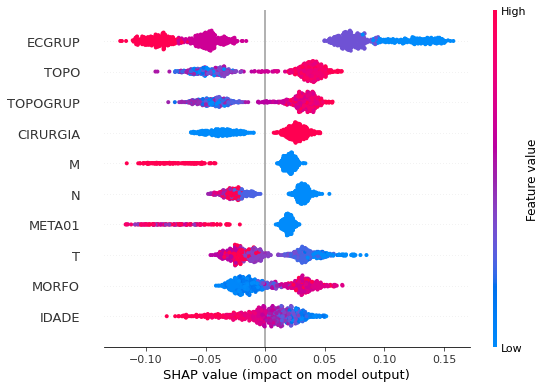 High
ECGRUP
TOPO
TOPOGRUP
CIRURGIA
M
N
META01
T
MORFO
IDADE
Feature value
Low
−0.10 −0.05 0.00 0.05 0.10 0.15
SHAP value (impact on model output)